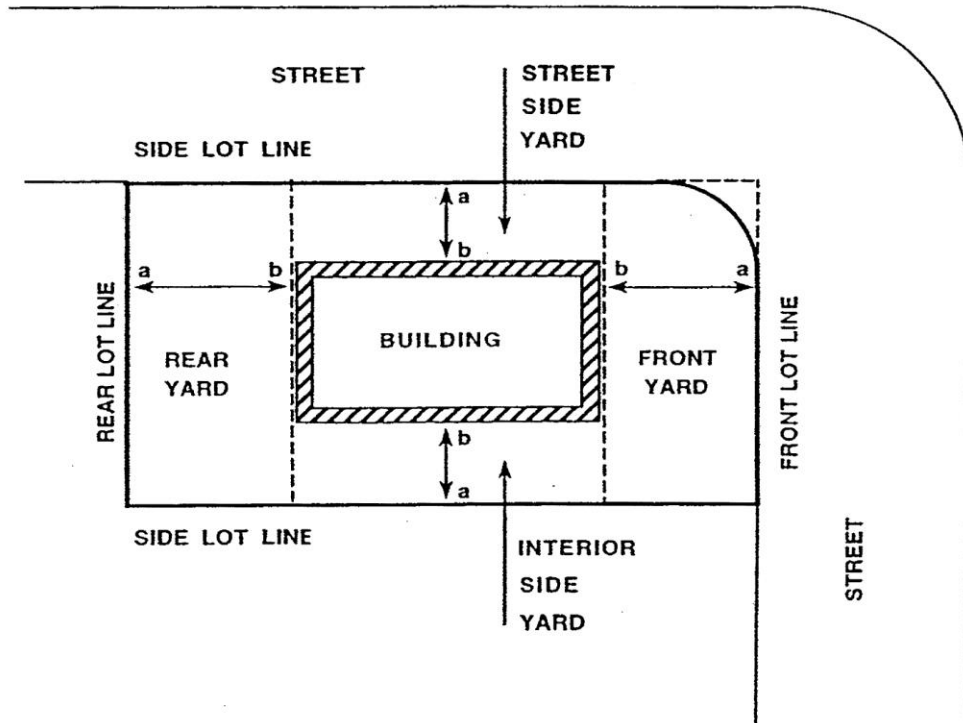 STREET
STREET
SIDE
YARD
SIDE LOT LINE
a
b
a
b
b
a
REAR LOT LINE
BUILDING
REAR
YARD
FRONT
YARD
FRONT LOT LINE
b
a
SIDE LOT LINE
INTERIOR
SIDE
YARD
STREET